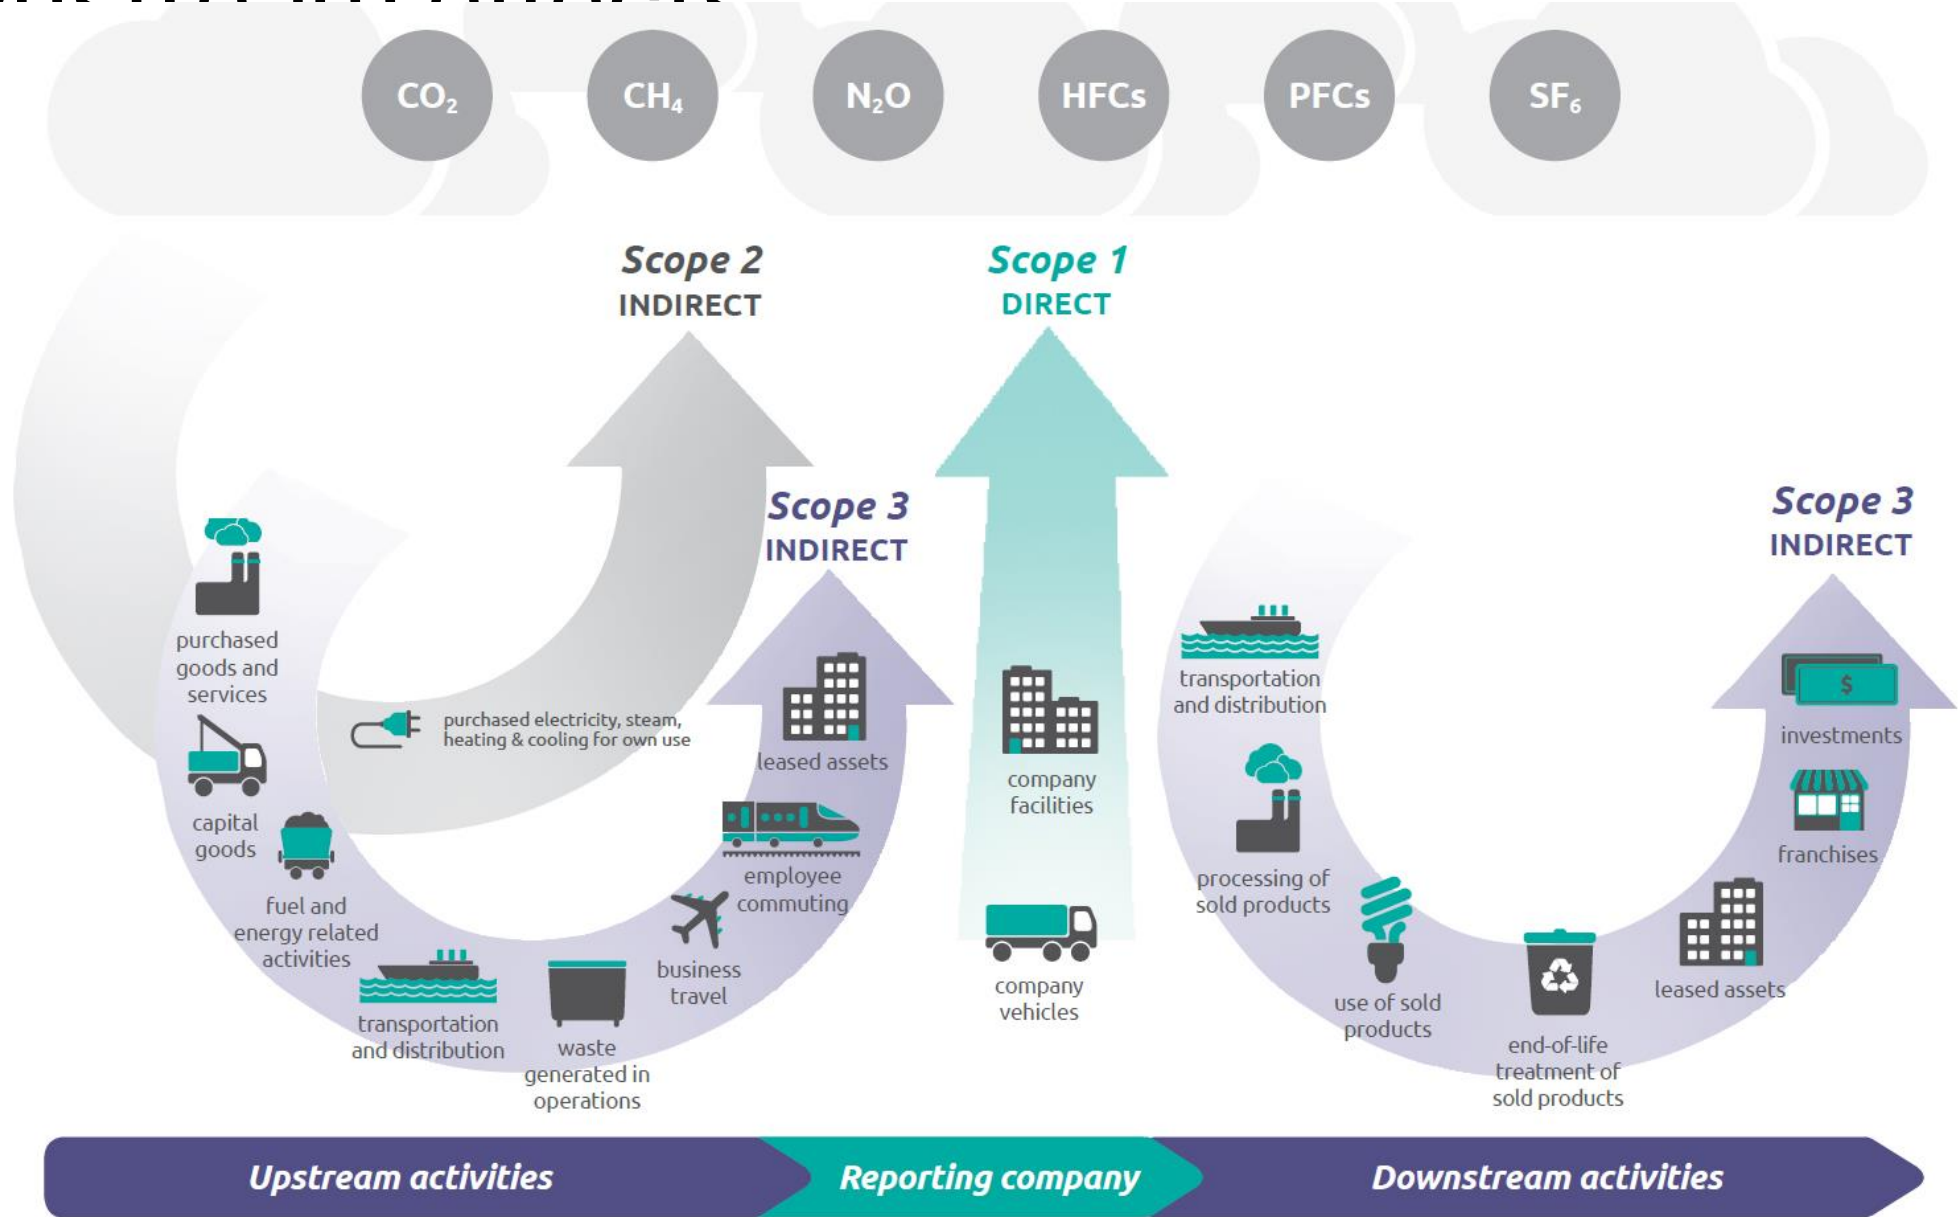 CO₂
CH₄
N₂O
HFCs
PFCs
SF₆
Scope 2
INDIRECT
Scope 1
DIRECT
Scope 3
INDIRECT
Scope 3
INDIRECT
purchased
goods and
services
capital
goods
fuel and
energy related
activities
transportation
and distribution
waste
generated in
operations
business
travel
employee
commuting
leased assets
purchased electricity, steam,
heating & cooling for own use
company
facilities
company
vehicles
transportation
and distribution
processing of
sold products
use of sold
products
end-of-life
treatment of
sold products
leased assets
franchises
investments
$
Upstream activities
Reporting company
Downstream activities